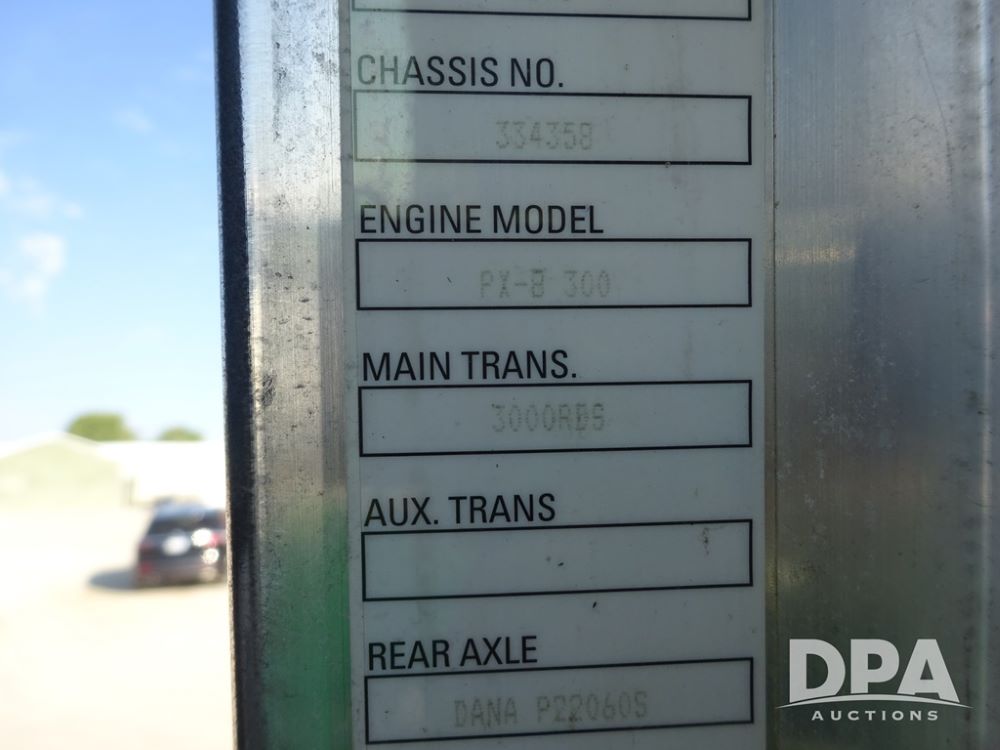 CHASSIS NO.
334358
ENGINE MODEL
PX-8 300
MAIN TRANS.
3000RDS
AUX. TRANS
REAR AXLE
DANA P22060S
DPA
AUCTIONS